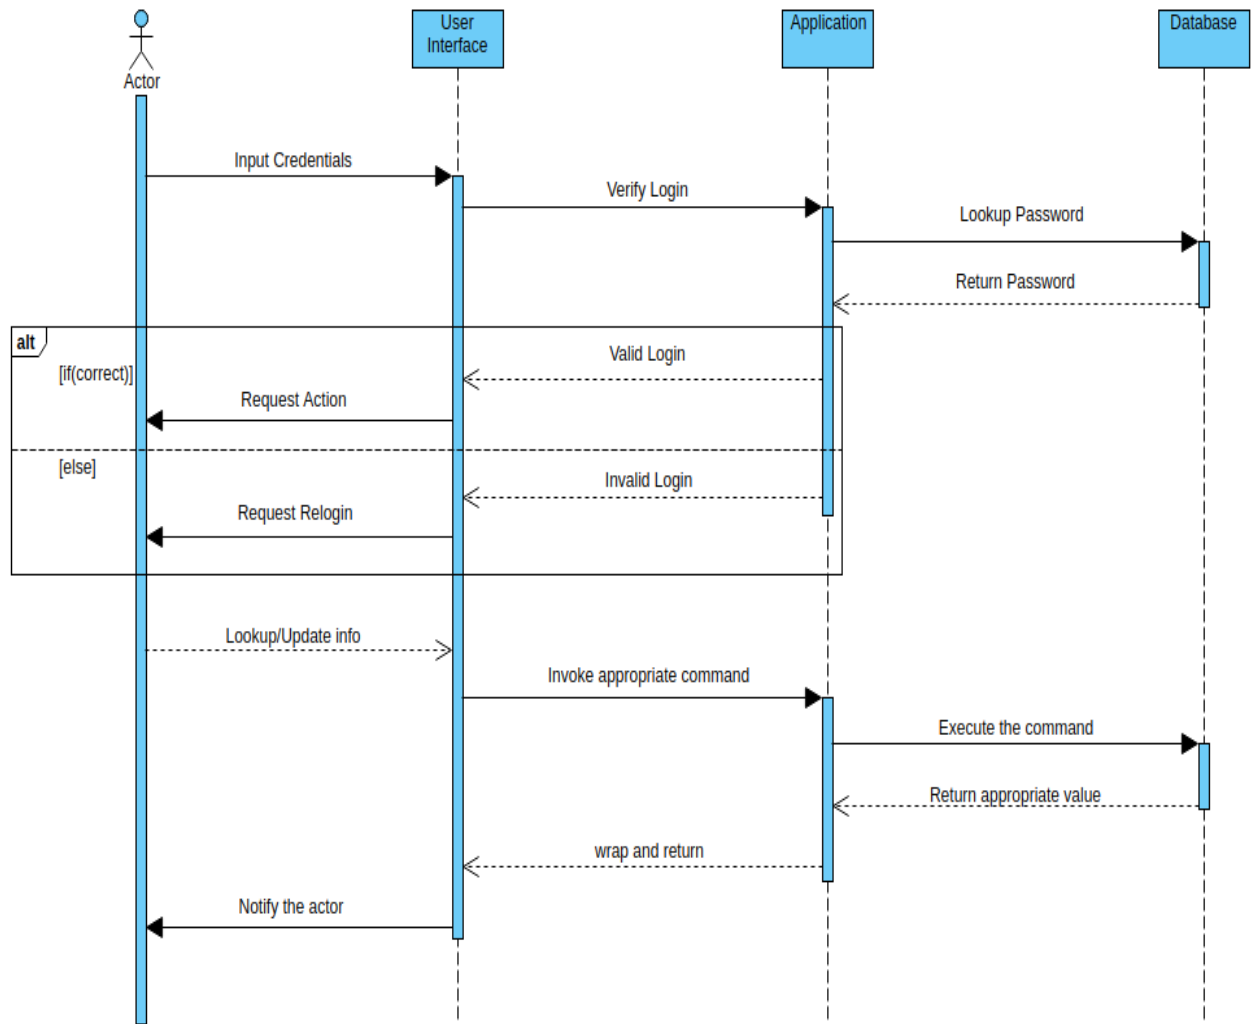 User
Interface
Application
Database
Actor
Input Credentials
Verify Login
Lookup Password
Return Password
alt
[if(correct)]
Valid Login
Request Action
[else]
Invalid Login
Request Relogin
Lookup/Update info
Invoke appropriate command
Execute the command
Return appropriate value
wrap and return
Notify the actor